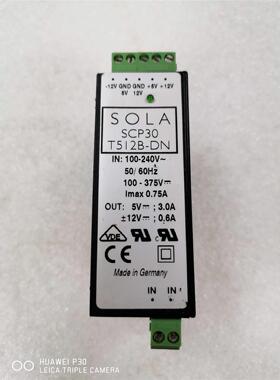 -12V GND GND +5V +12V
5V 12V
SOLA
SCP30
T512B-DN
IN: 100-240V~
50/ 60Hz
100 - 375V
Imax 0.75A
OUT: 5V ; 3.0A
±12V ; 0,6A
VDE
Made in Germany
IN IN
HUAWEI P30
LEICA TRIPLE CAMERA